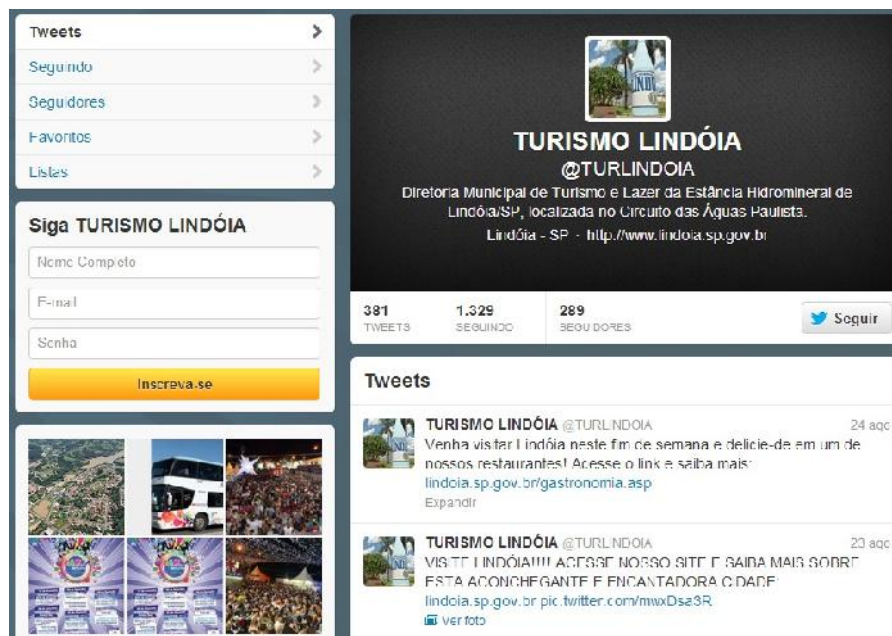 Tweets
Seguindo
Seguidores
Favoritos
Listas
Siga TURISMO LINDÓIA
Nome Completo
E-mail
Senha
Inscreva-se
TURISMO LINDÓIA
@TURLINDOIA
Diretoria Municipal de Turismo e Lazer da Estância Hidromineral de
Lindóia/SP, localizada no Circuito das Águas Paulista.
Lindóia - SP · http://www.lindoia.sp.gov.br
381 1.329 289
TWEETS SEGUINDO SEGUIDORES
Seguir
Tweets
TURISMO LINDÓIA @TURLINDOIA 24 ago
Venha visitar Lindóia neste fim de semana e delicie-de em um de
nossos restaurantes! Acesse o link e saiba mais:
lindoia.sp.gov.br/gastronomia.asp
Expandir
TURISMO LINDÓIA @TURLINDOIA 23 ago
VISITE LINDÓIA!!!! ACESSE NOSSO SITE E SAIBA MAIS SOBRE
ESTA ACONCHEGANTE E ENCANTADORA CIDADE:
lindoia.sp.gov.br pic.twitter.com/mwxDsa3R
Ver foto